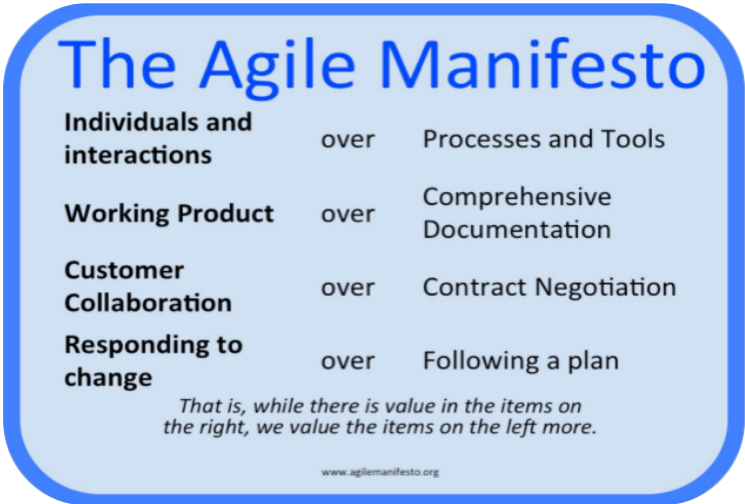 The Agile Manifesto
Individuals and
interactions
over
Processes and Tools
Working Product
over
Comprehensive
Documentation
Customer
Collaboration
over
Contract Negotiation
Responding to
change
over
Following a plan
That is, while there is value in the items on
the right, we value the items on the left more.
www.agilemanifesto.org